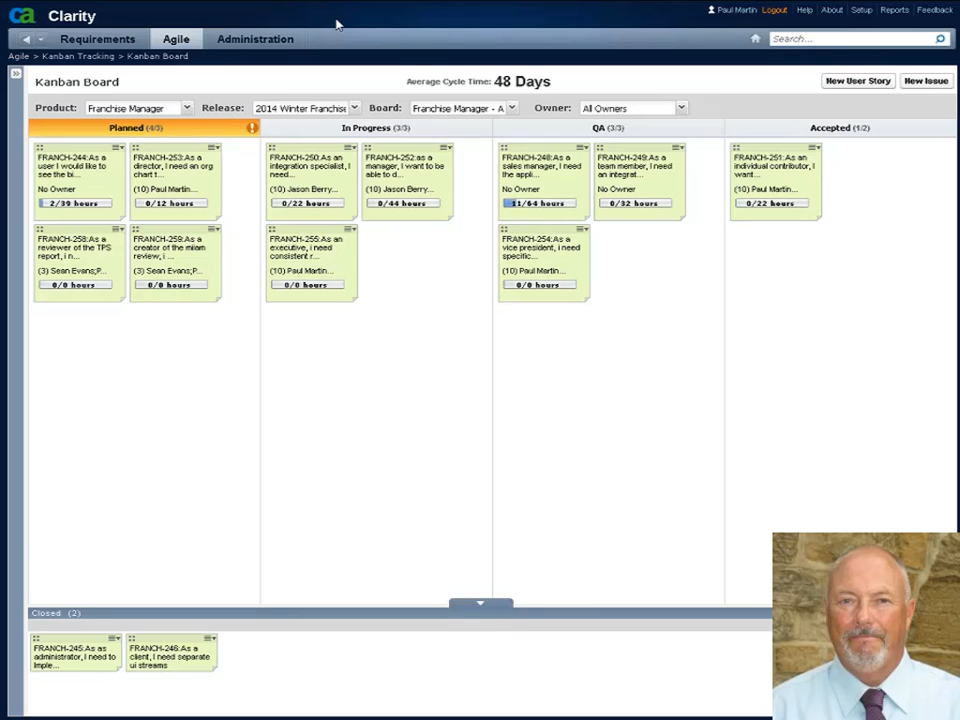 ca Clarity
Paul Martin Logout Help About Setup Reports Feedback
Requirements Agile Administration Search...
Agile > Kanban Tracking > Kanban Board
Kanban Board Average Cycle Time: 48 Days New User Story New Issue
Product: Franchise Manager Release: 2014 Winter Franchise Board: Franchise Manager - A Owner: All Owners
Planned (4/3) In Progress (3/3) QA (3/3) Accepted (1/2)
FRANCH-244:As a
user I would like to
see the bi...
No Owner
2/39 hours
FRANCH-253:As a
director, I need an org
chart t...
(10) Paul Martin...
0/12 hours
FRANCH-250:As an
integration specialist, I
need...
(10) Jason Berry...
0/22 hours
FRANCH-252:as a
manager, I want to be
able to d...
(10) Jason Berry...
0/44 hours
FRANCH-248:As a
sales manager, I need
the appli...
No Owner
11/64 hours
FRANCH-249:As a
team member, I need
an integrat...
No Owner
0/32 hours
FRANCH-251:As an
individual contributor, I
want...
(10) Paul Martin...
0/22 hours
FRANCH-258:As a
reviewer of the TPS
report, i n...
(3) Sean Evans;P...
0/0 hours
FRANCH-259:As a
creator of the milam
review, i ...
(3) Sean Evans;P...
0/0 hours
FRANCH-255:As an
executive, i need
consistent r...
(10) Paul Martin...
0/0 hours
FRANCH-254:As a
vice president, i need
specific...
(10) Paul Martin...
0/0 hours
Closed (2)
FRANCH-245:As as
administrator, I need to
Imple...
FRANCH-246:As a
client, I need separate
ui streams